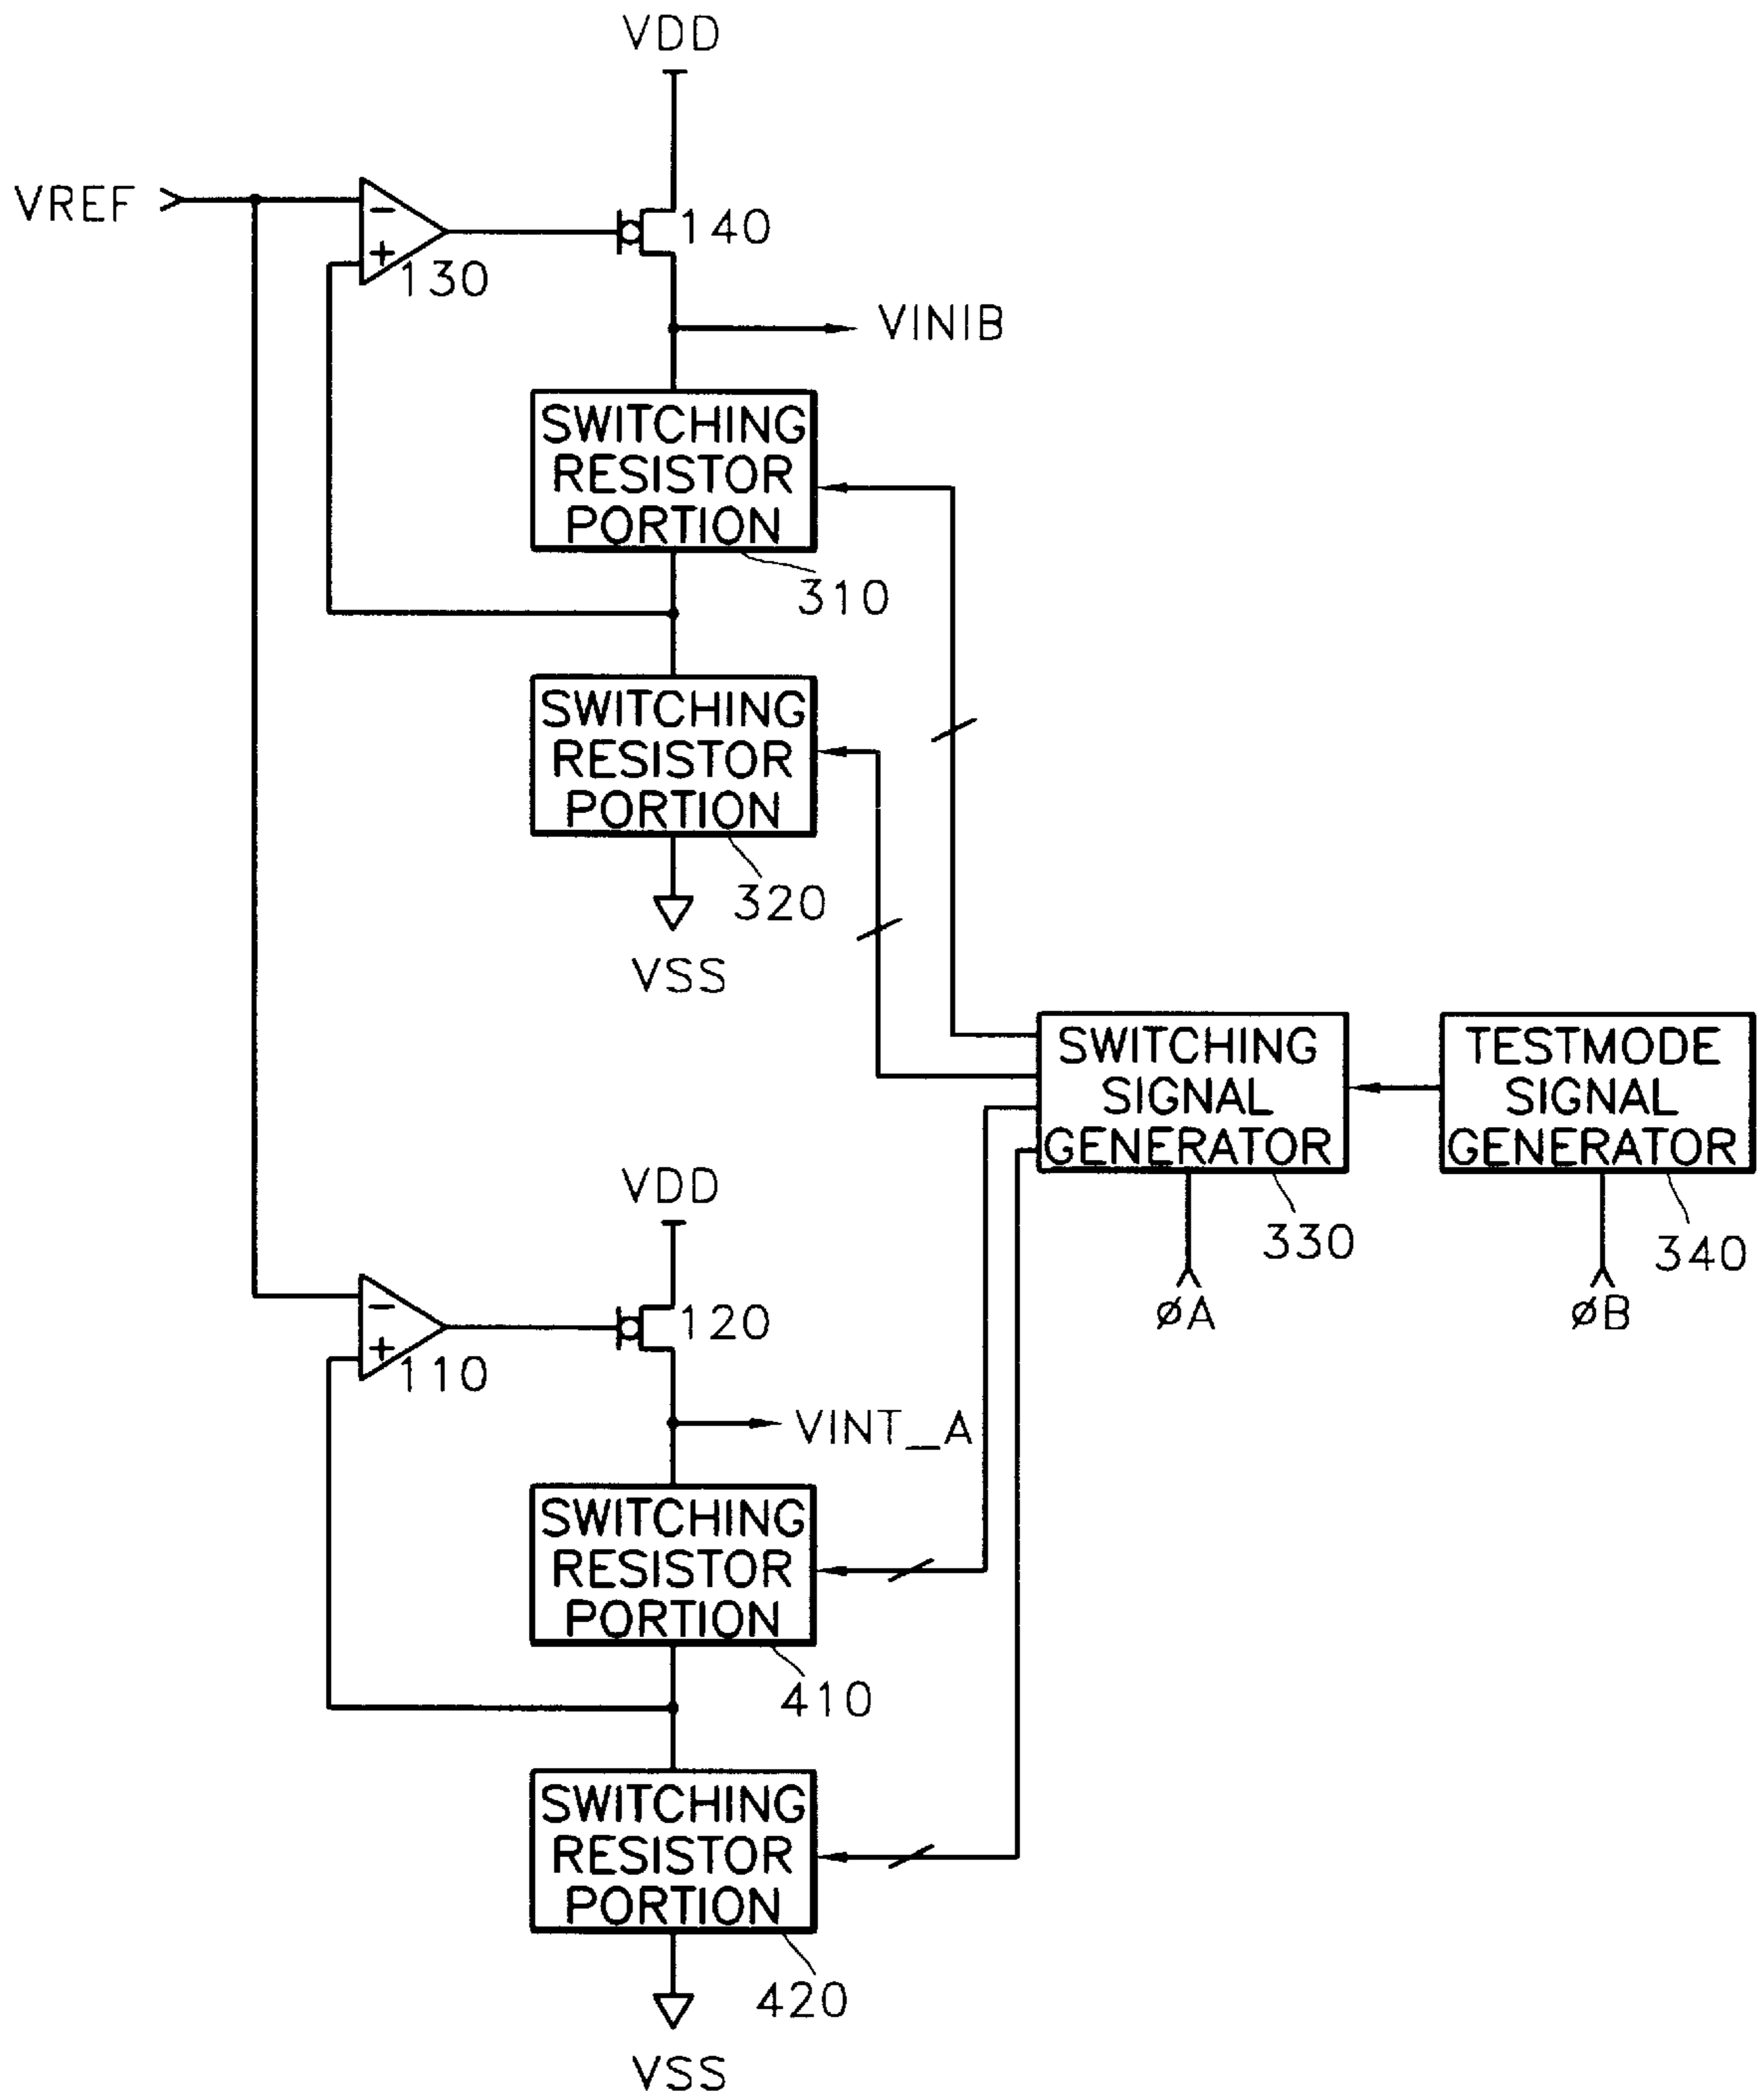 VDD
VREF
−
+
130
140
VINIB
SWITCHING
RESISTOR
PORTION
310
SWITCHING
RESISTOR
PORTION
320
VSS
SWITCHING
SIGNAL
GENERATOR
330
øA
TESTMODE
SIGNAL
GENERATOR
340
øB
VDD
−
+
110
120
VINT_A
SWITCHING
RESISTOR
PORTION
410
SWITCHING
RESISTOR
PORTION
420
VSS